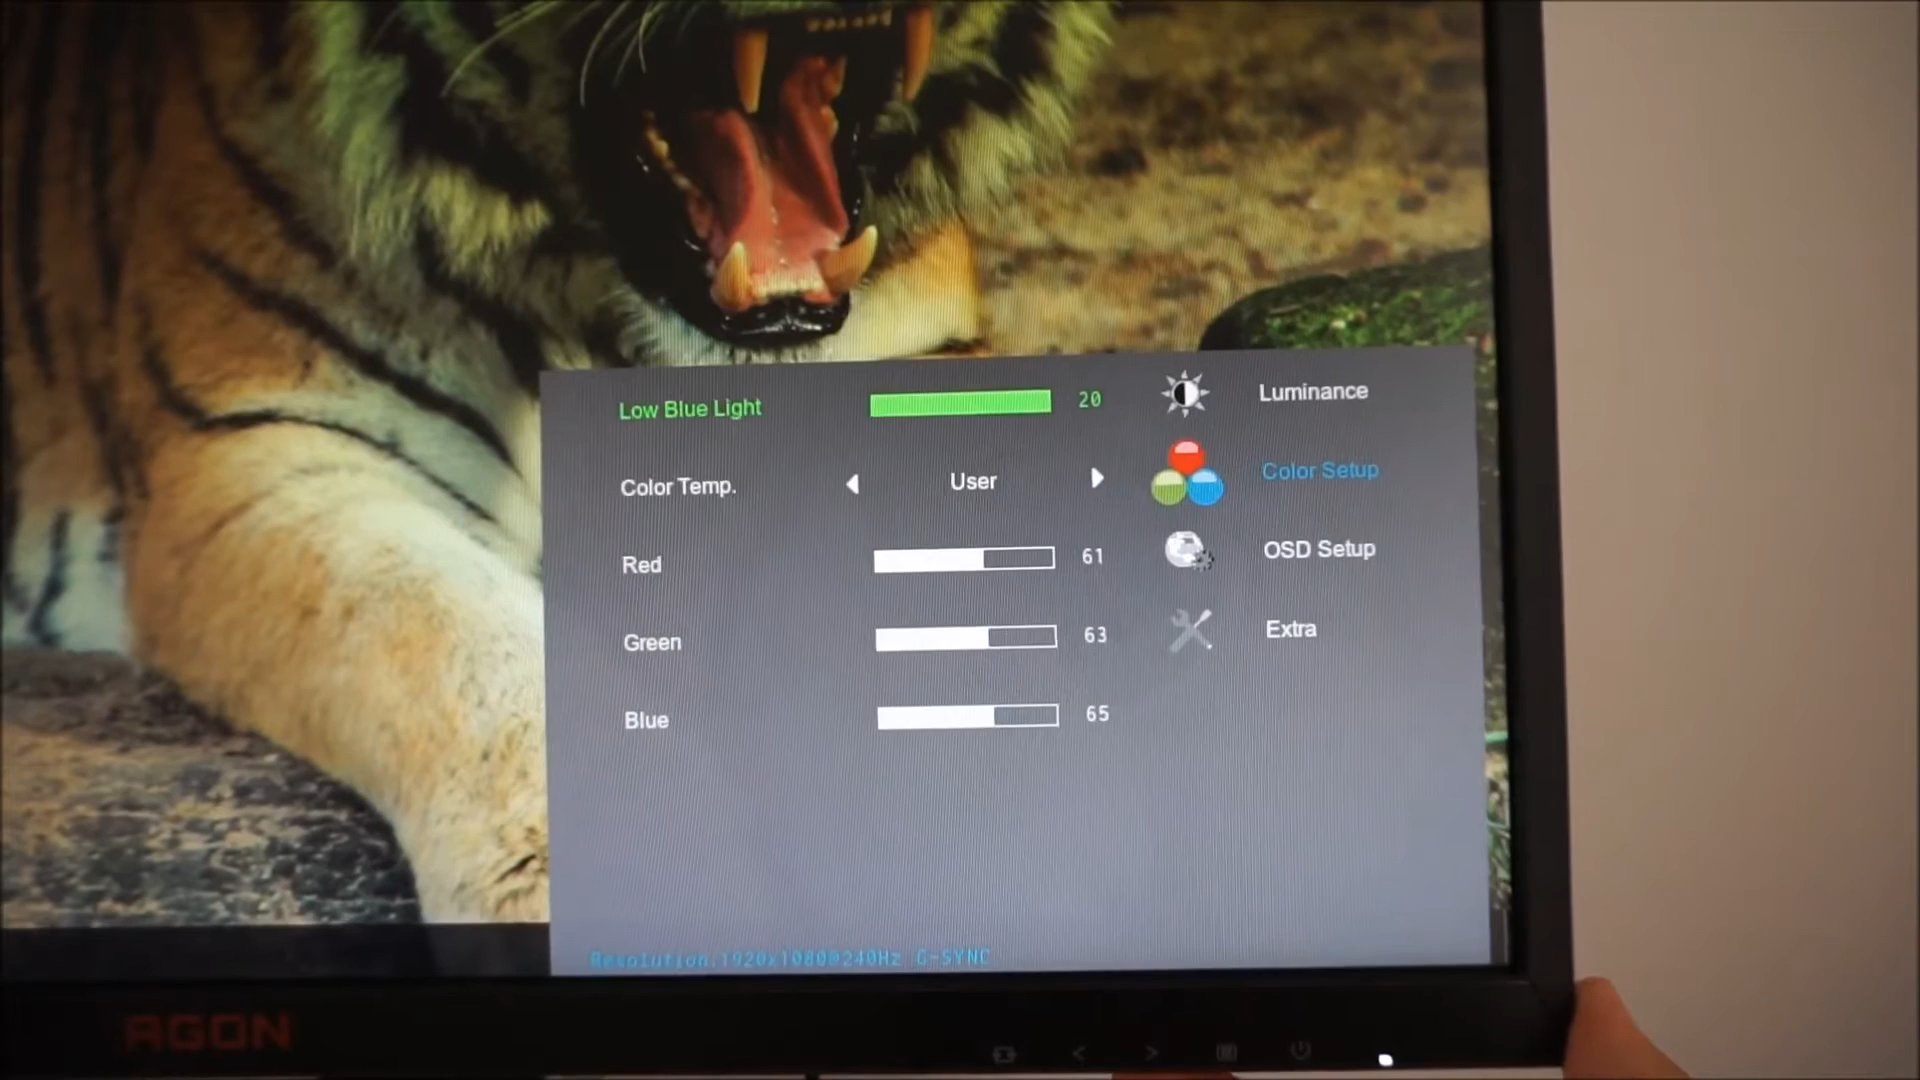 Low Blue Light 20 Luminance
Color Temp. User Color Setup
Red 61 OSD Setup
Green 63 Extra
Blue 65
Resolution:1920x1080@240Hz G-SYNC
AGON